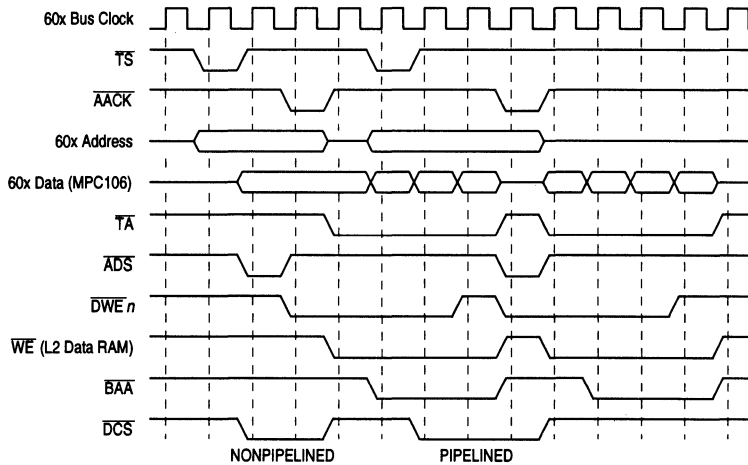 60x Bus Clock
TS
AACK
60x Address
60x Data (MPC106)
TA
ADS
DWE n
WE (L2 Data RAM)
BAA
DCS
NONPIPELINED PIPELINED